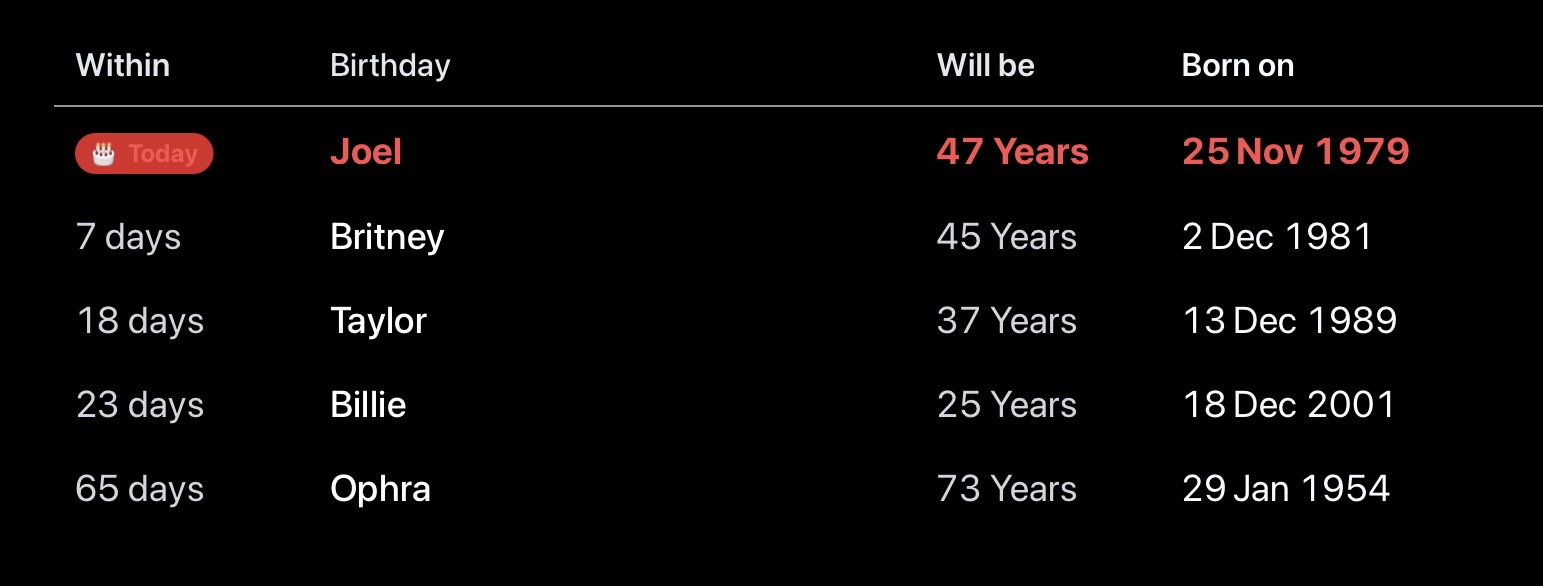 Within Birthday Will be Born on
🎂 Today Joel 47 Years 25 Nov 1979
7 days Britney 45 Years 2 Dec 1981
18 days Taylor 37 Years 13 Dec 1989
23 days Billie 25 Years 18 Dec 2001
65 days Ophra 73 Years 29 Jan 1954